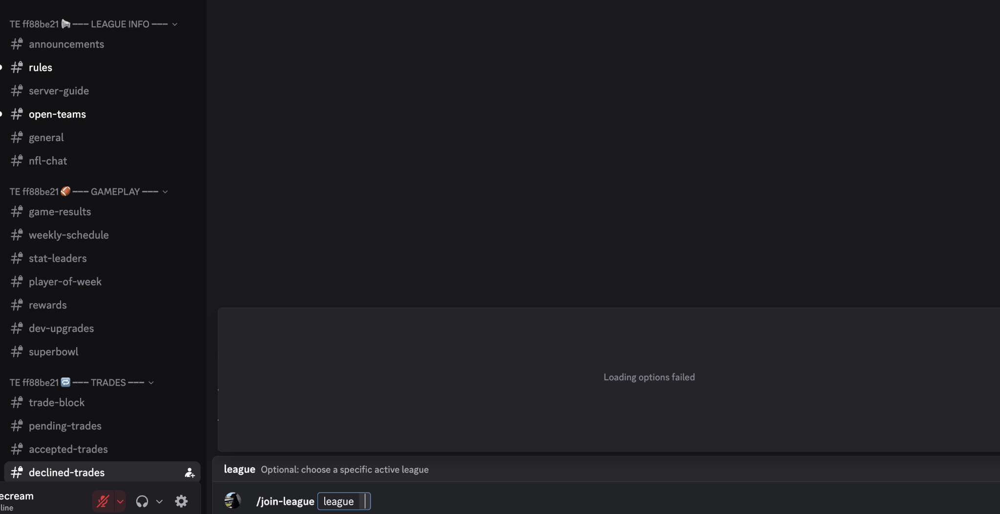 TE ff88be21📢 ––– LEAGUE INFO –––
announcements
rules
server-guide
open-teams
general
nfl-chat
TE ff88be21🏈 ––– GAMEPLAY –––
game-results
weekly-schedule
stat-leaders
player-of-week
rewards
dev-upgrades
superbowl
TE ff88be21🔁 ––– TRADES –––
trade-block
pending-trades
accepted-trades
declined-trades
ecream
line
Loading options failed
league Optional: choose a specific active league
/join-league league